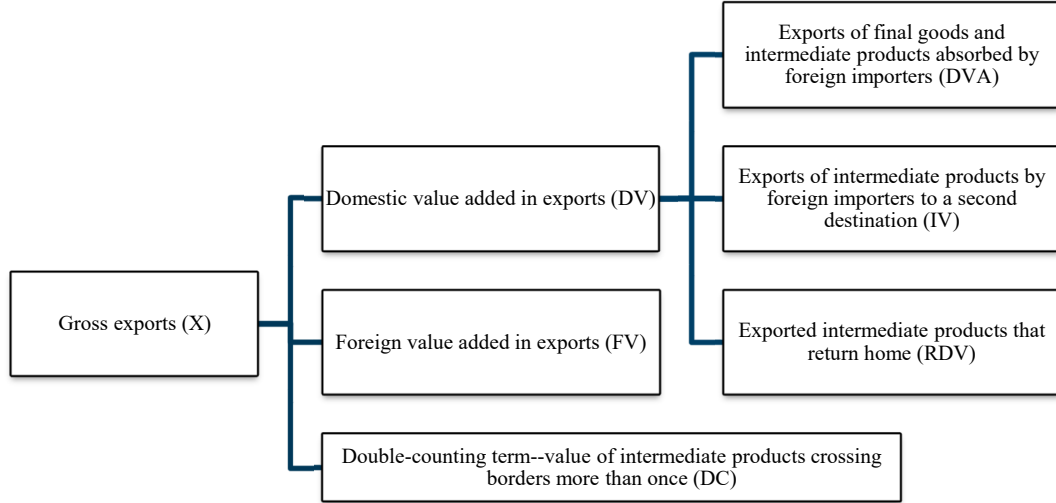 Exports of final goods and
intermediate products absorbed by
foreign importers (DVA)
Domestic value added in exports (DV)
Exports of intermediate products by
foreign importers to a second
destination (IV)
Gross exports (X)
Foreign value added in exports (FV)
Exported intermediate products that
return home (RDV)
Double-counting term--value of intermediate products crossing
borders more than once (DC)